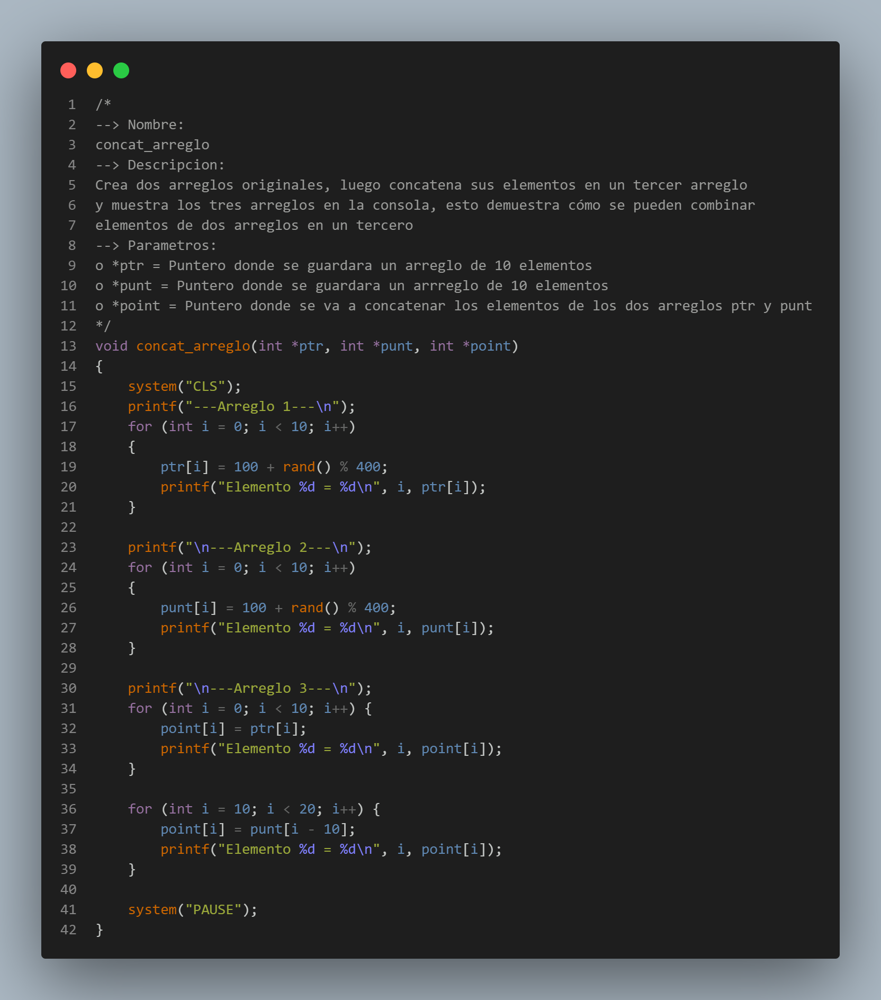 1 /*
2 --> Nombre:
3 concat_arreglo
4 --> Descripcion:
5 Crea dos arreglos originales, luego concatena sus elementos en un tercer arreglo
6 y muestra los tres arreglos en la consola, esto demuestra cómo se pueden combinar
7 elementos de dos arreglos en un tercero
8 --> Parametros:
9 o *ptr = Puntero donde se guardara un arreglo de 10 elementos
10 o *punt = Puntero donde se guardara un arrreglo de 10 elementos
11 o *point = Puntero donde se va a concatenar los elementos de los dos arreglos ptr y punt
12 */
13 void concat_arreglo(int *ptr, int *punt, int *point)
14 {
15     system("CLS");
16     printf("---Arreglo 1---\n");
17     for (int i = 0; i < 10; i++)
18     {
19         ptr[i] = 100 + rand() % 400;
20         printf("Elemento %d = %d\n", i, ptr[i]);
21     }
22
23     printf("\n---Arreglo 2---\n");
24     for (int i = 0; i < 10; i++)
25     {
26         punt[i] = 100 + rand() % 400;
27         printf("Elemento %d = %d\n", i, punt[i]);
28     }
29
30     printf("\n---Arreglo 3---\n");
31     for (int i = 0; i < 10; i++) {
32         point[i] = ptr[i];
33         printf("Elemento %d = %d\n", i, point[i]);
34     }
35
36     for (int i = 10; i < 20; i++) {
37         point[i] = punt[i - 10];
38         printf("Elemento %d = %d\n", i, point[i]);
39     }
40
41     system("PAUSE");
42 }